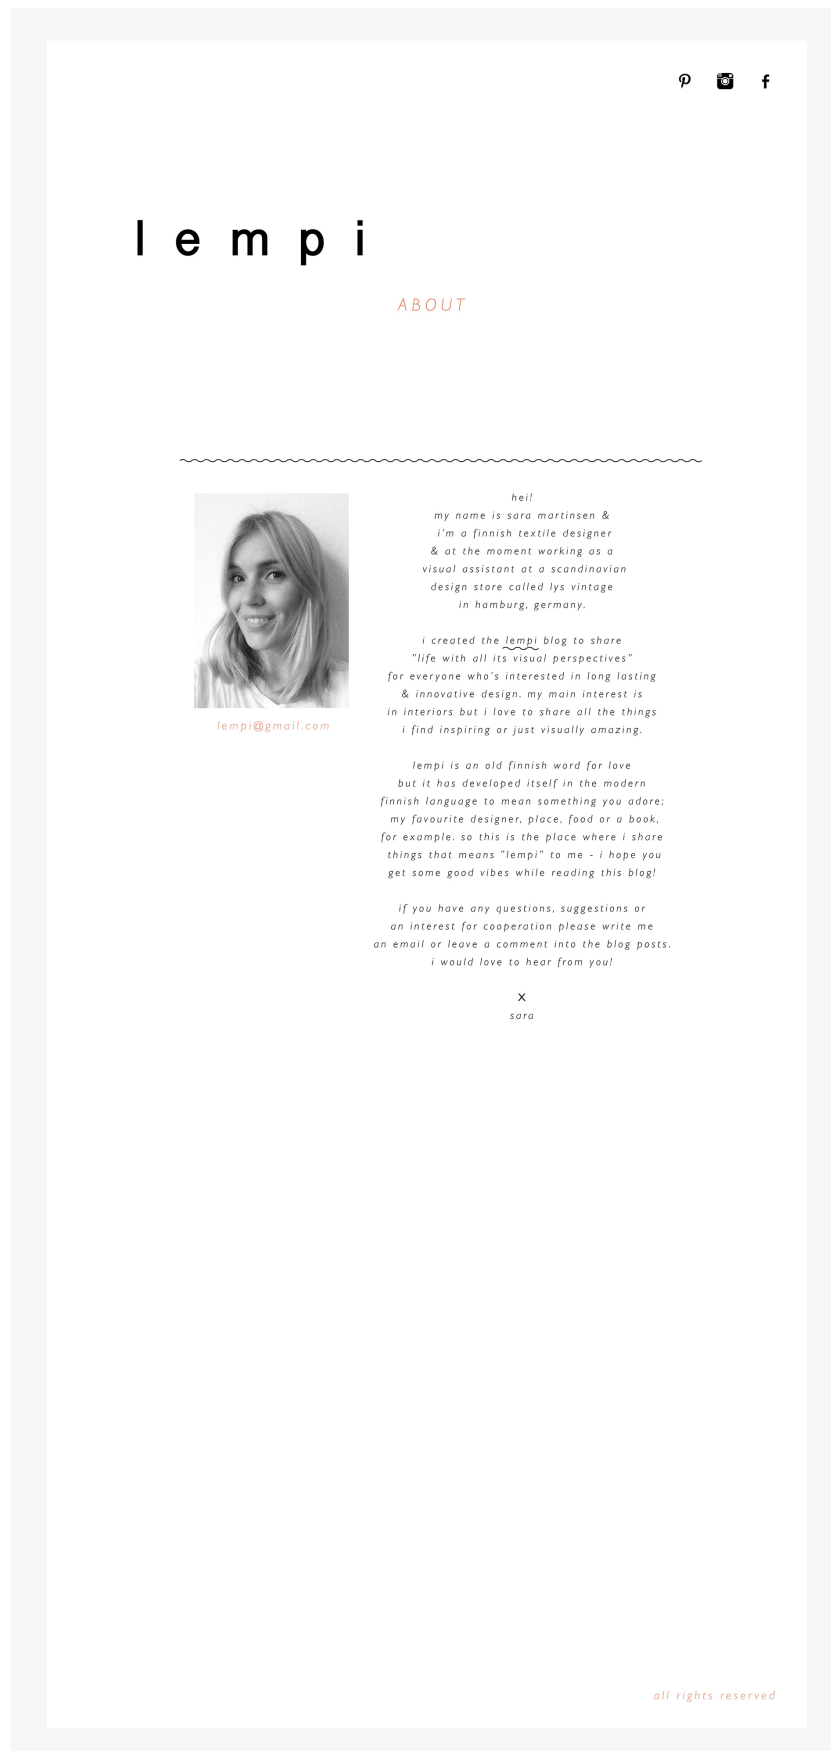 l e m p i
ABOUT
hei!
my name is sara martinsen &
i'm a finnish textile designer
& at the moment working as a
visual assistant at a scandinavian
design store called lys vintage
in hamburg, germany.
i created the lempi blog to share
"life with all its visual perspectives"
for everyone who's interested in long lasting
& innovative design. my main interest is
in interiors but i love to share all the things
i find inspiring or just visually amazing.
lempi@gmail.com
lempi is an old finnish word for love
but it has developed itself in the modern
finnish language to mean something you adore;
my favourite designer, place, food or a book,
for example. so this is the place where i share
things that means "lempi" to me - i hope you
get some good vibes while reading this blog!
if you have any questions, suggestions or
an interest for cooperation please write me
an email or leave a comment into the blog posts.
i would love to hear from you!
x
sara
all rights reserved